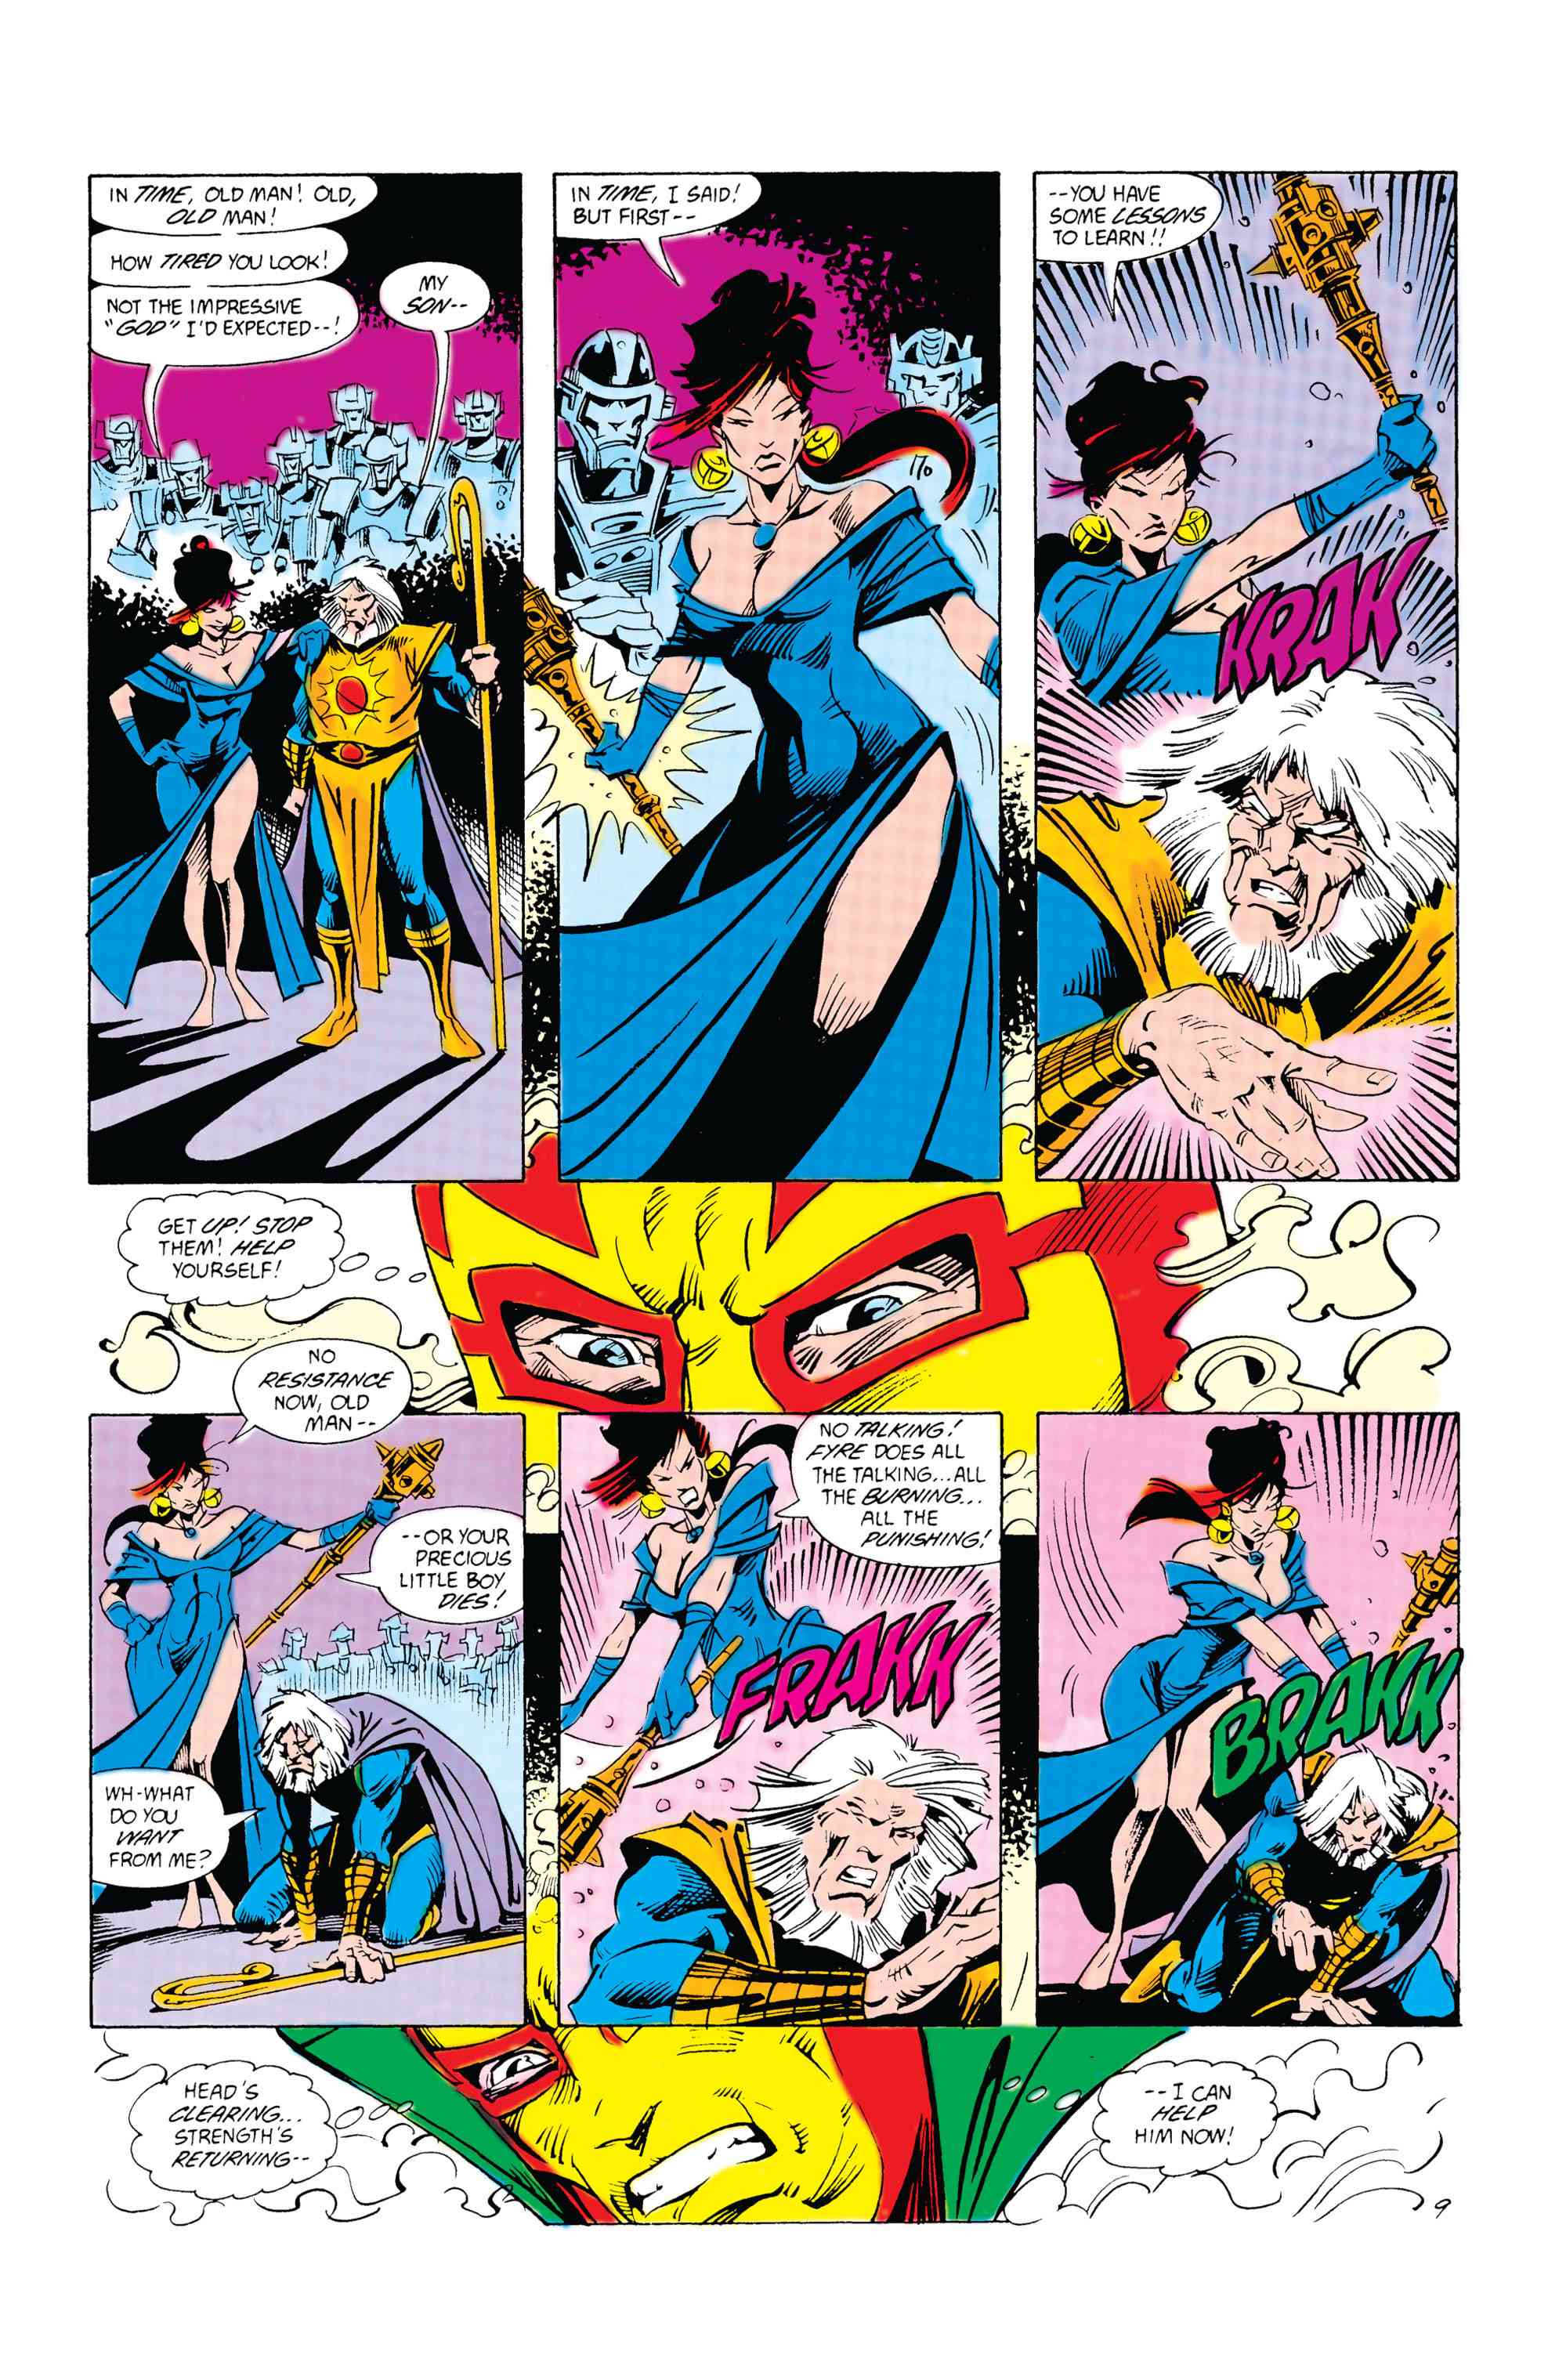 IN TIME, OLD MAN! OLD,
OLD MAN!
HOW TIRED YOU LOOK!
NOT THE IMPRESSIVE
"GOD" I'D EXPECTED--!
MY
SON--
IN TIME, I SAID!
BUT FIRST--
--YOU HAVE
SOME LESSONS
TO LEARN!!
KRAK
GET UP! STOP
THEM! HELP
YOURSELF!
NO
RESISTANCE
NOW, OLD
MAN--
--OR YOUR
PRECIOUS
LITTLE BOY
DIES!
WH-WHAT
DO YOU
WANT
FROM ME?
NO TALKING!
FYRE DOES ALL
THE TALKING...ALL
THE BURNING...
ALL THE
PUNISHING!
FRAKK
BRAKK
HEAD'S
CLEARING...
STRENGTH'S
RETURNING--
--I CAN
HELP
HIM NOW!
9